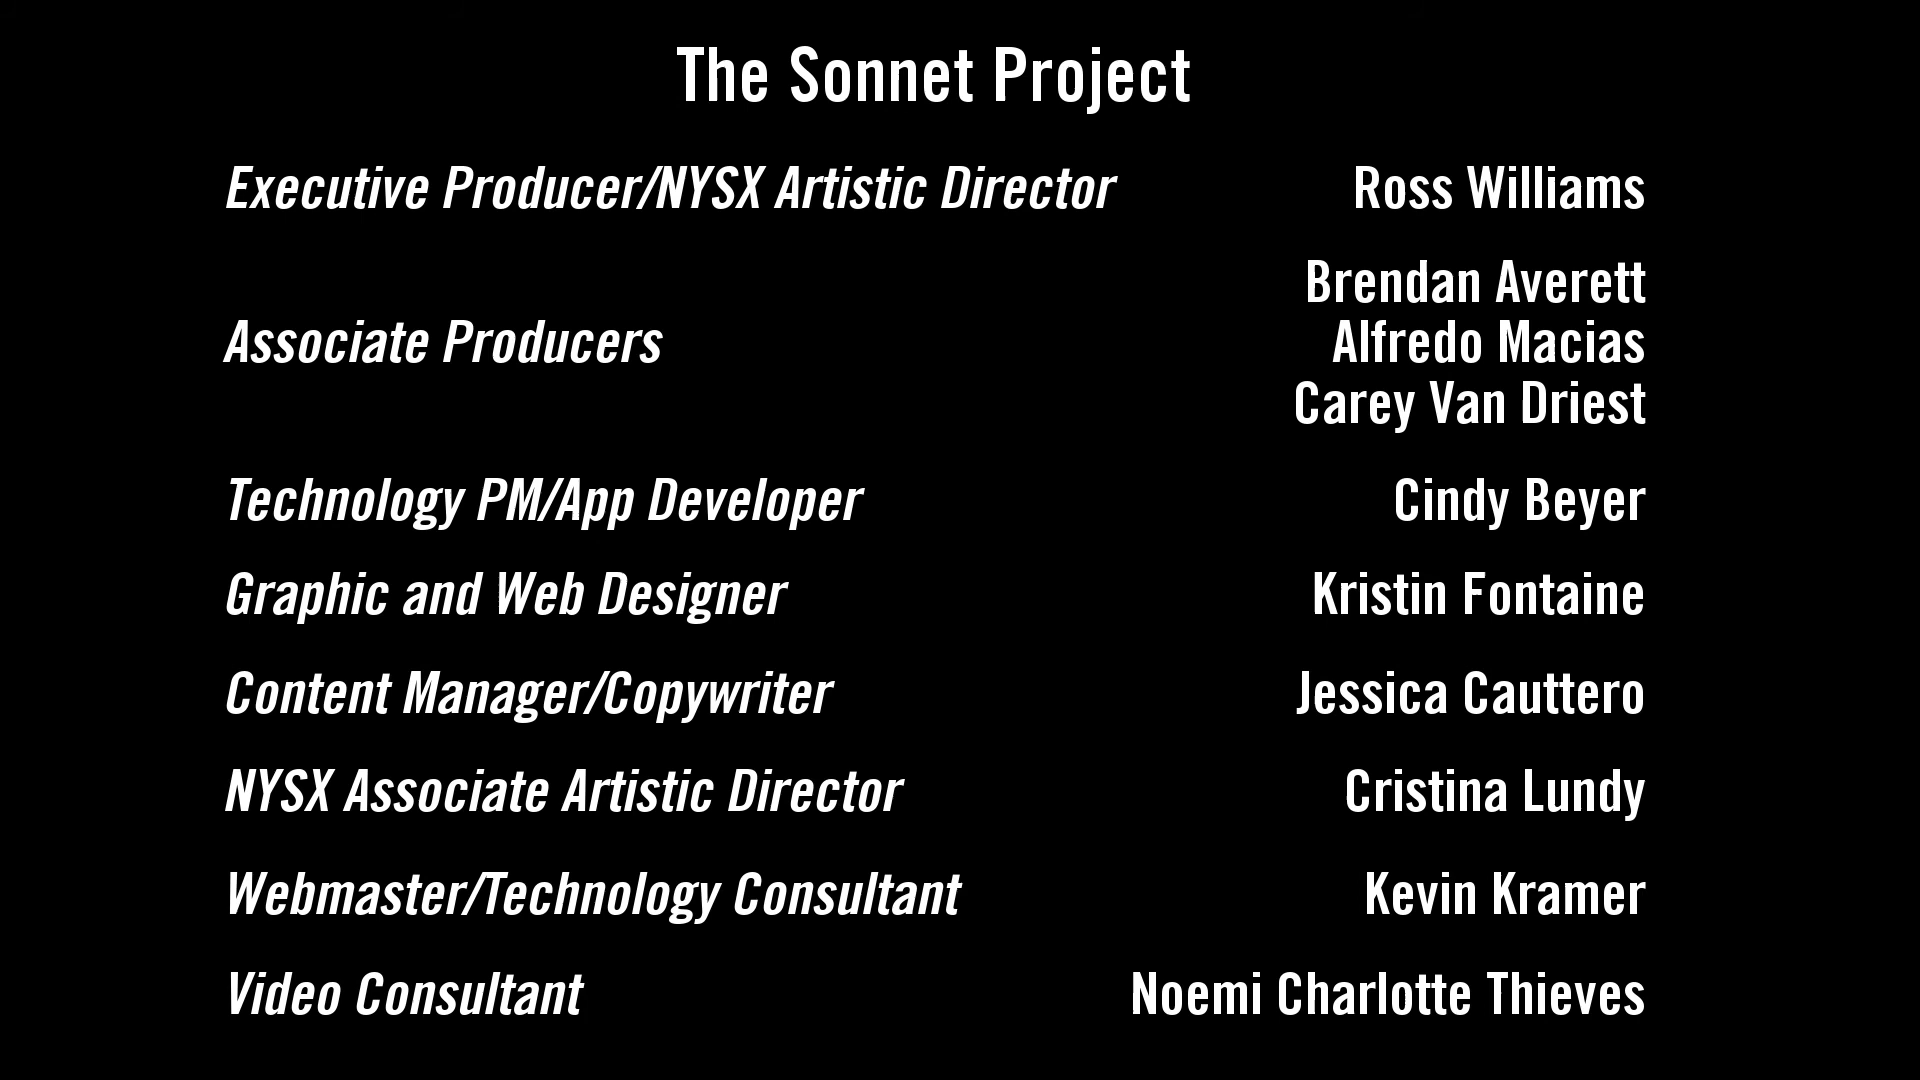 The Sonnet Project
Executive Producer/NYSX Artistic Director Ross Williams
Brendan Averett
Associate Producers Alfredo Macias
Carey Van Driest
Technology PM/App Developer Cindy Beyer
Graphic and Web Designer Kristin Fontaine
Content Manager/Copywriter Jessica Cauttero
NYSX Associate Artistic Director Cristina Lundy
Webmaster/Technology Consultant Kevin Kramer
Video Consultant Noemi Charlotte Thieves